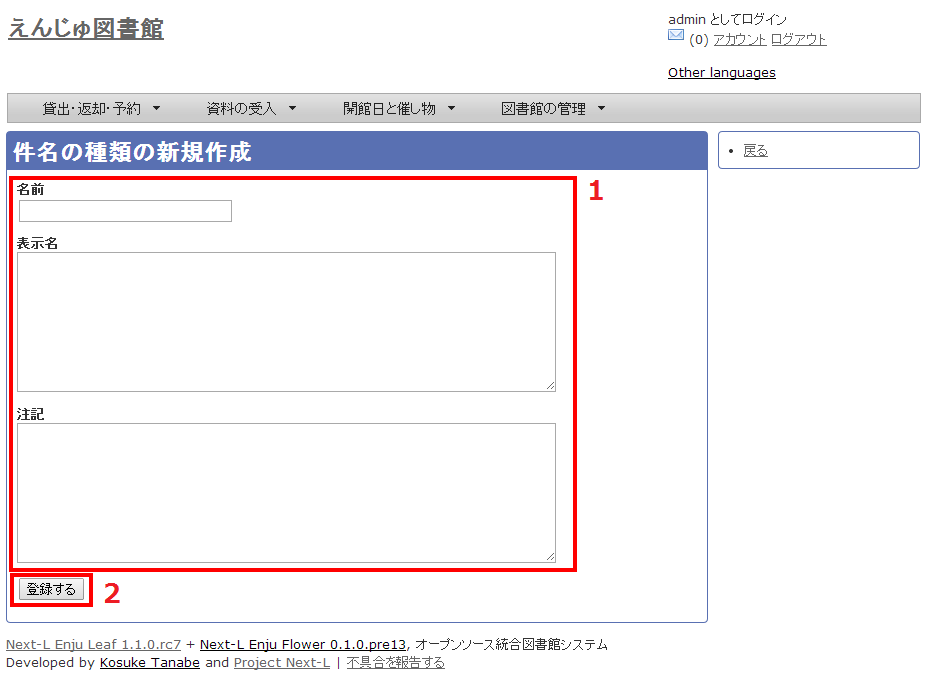 えんじゅ図書館
admin としてログイン
(0) アカウント ログアウト
Other languages
貸出・返却・予約 ▼ 資料の受入 ▼ 開館日と催し物 ▼ 図書館の管理 ▼
件名の種類の新規作成
• 戻る
名前
1
表示名
注記
登録する
2
Next-L Enju Leaf 1.1.0.rc7 + Next-L Enju Flower 0.1.0.pre13, オープンソース統合図書館システム
Developed by Kosuke Tanabe and Project Next-L | 不具合を報告する